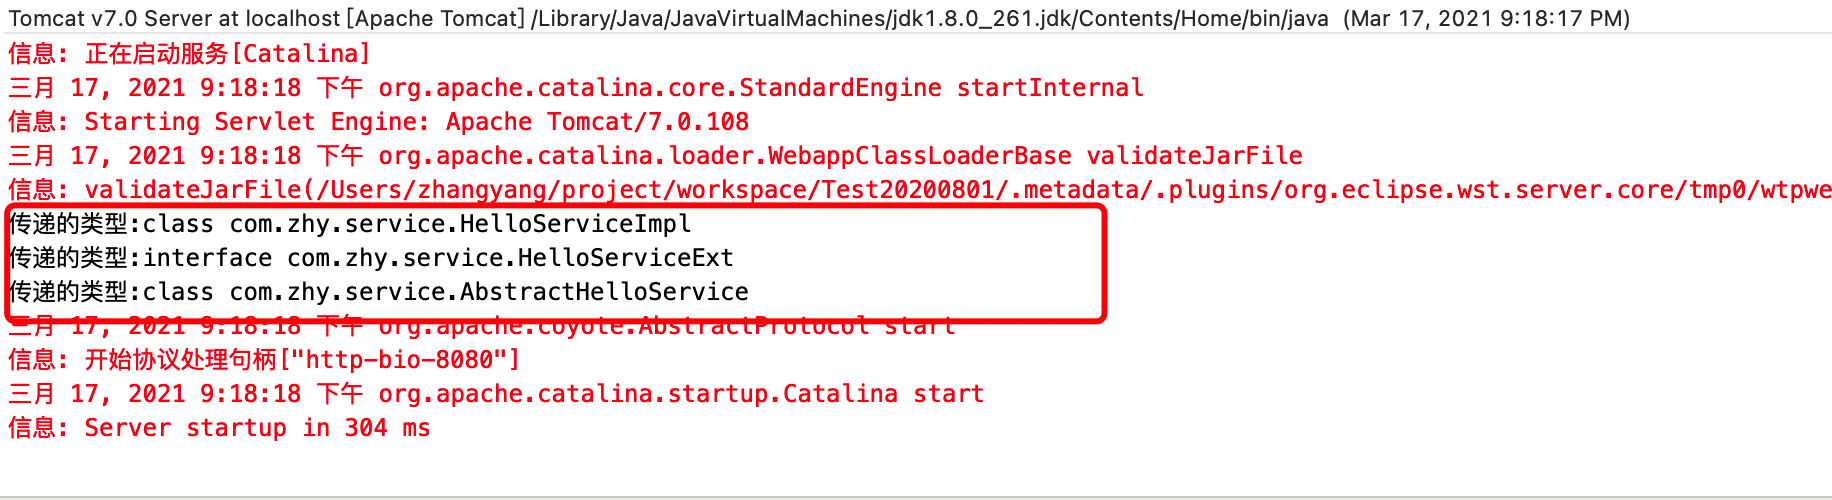 Tomcat v7.0 Server at localhost [Apache Tomcat] /Library/Java/JavaVirtualMachines/jdk1.8.0_261.jdk/Contents/Home/bin/java (Mar 17, 2021 9:18:17 PM)
信息: 正在启动服务[Catalina]
三月 17, 2021 9:18:18 下午 org.apache.catalina.core.StandardEngine startInternal
信息: Starting Servlet Engine: Apache Tomcat/7.0.108
三月 17, 2021 9:18:18 下午 org.apache.catalina.loader.WebappClassLoaderBase validateJarFile
信息: validateJarFile(/Users/zhangyang/project/workspace/Test20200801/.metadata/.plugins/org.eclipse.wst.server.core/tmp0/wtpwe
传递的类型:class com.zhy.service.HelloServiceImpl
传递的类型:interface com.zhy.service.HelloServiceExt
传递的类型:class com.zhy.service.AbstractHelloService
三月 17, 2021 9:18:18 下午 org.apache.coyote.AbstractProtocol start
信息: 开始协议处理句柄["http-bio-8080"]
三月 17, 2021 9:18:18 下午 org.apache.catalina.startup.Catalina start
信息: Server startup in 304 ms